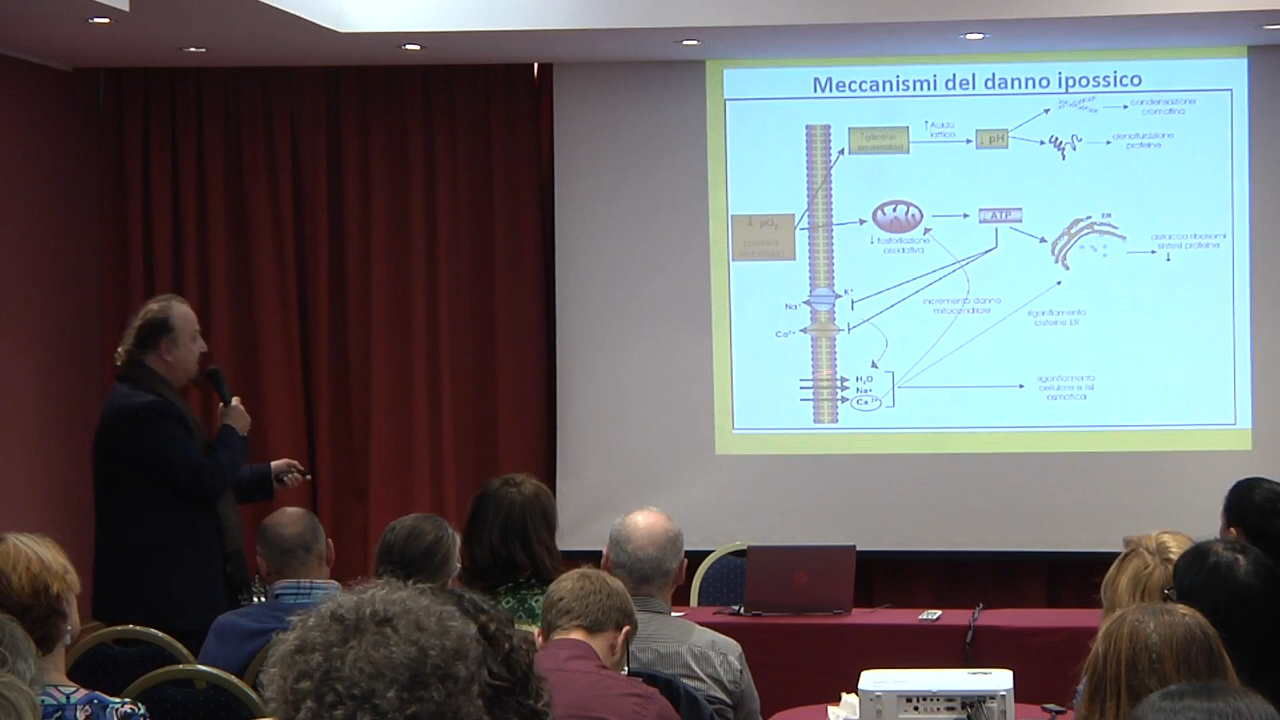 Meccanismi del danno ipossico
condensazione
cromatina
↑Acido
lattico
↓ pH
denaturazione
proteine
↓ pO₂
↓ ATP
ER
↓ fosforilazione
ossidativa
distacco ribosomi
sintesi proteine
↓
K⁺
Na⁺
incremento danno
mitocondriale
rigonfiamento
cisterne ER
Ca²⁺
H₂O
Na⁺
Ca²⁺
rigonfiamento
cellulare e lisi
osmotica